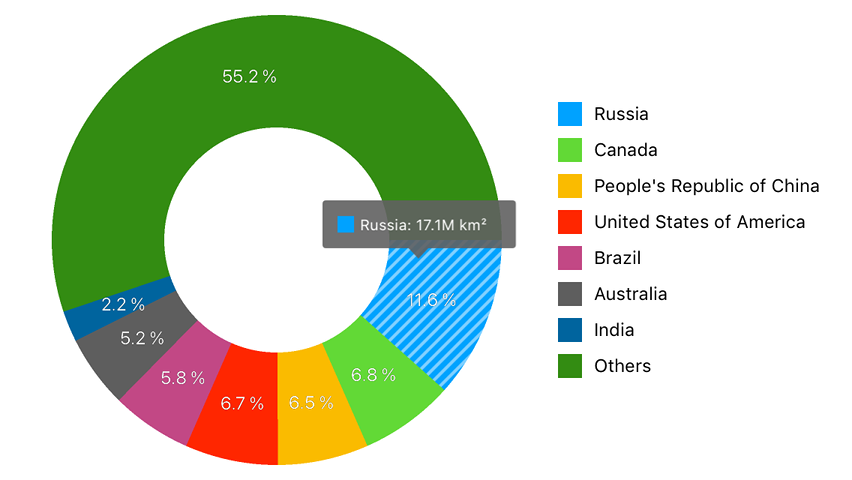 55.2 %
Russia: 17.1M km²
11.6 %
6.8 %
6.5 %
6.7 %
5.8 %
5.2 %
2.2 %
Russia
Canada
People's Republic of China
United States of America
Brazil
Australia
India
Others